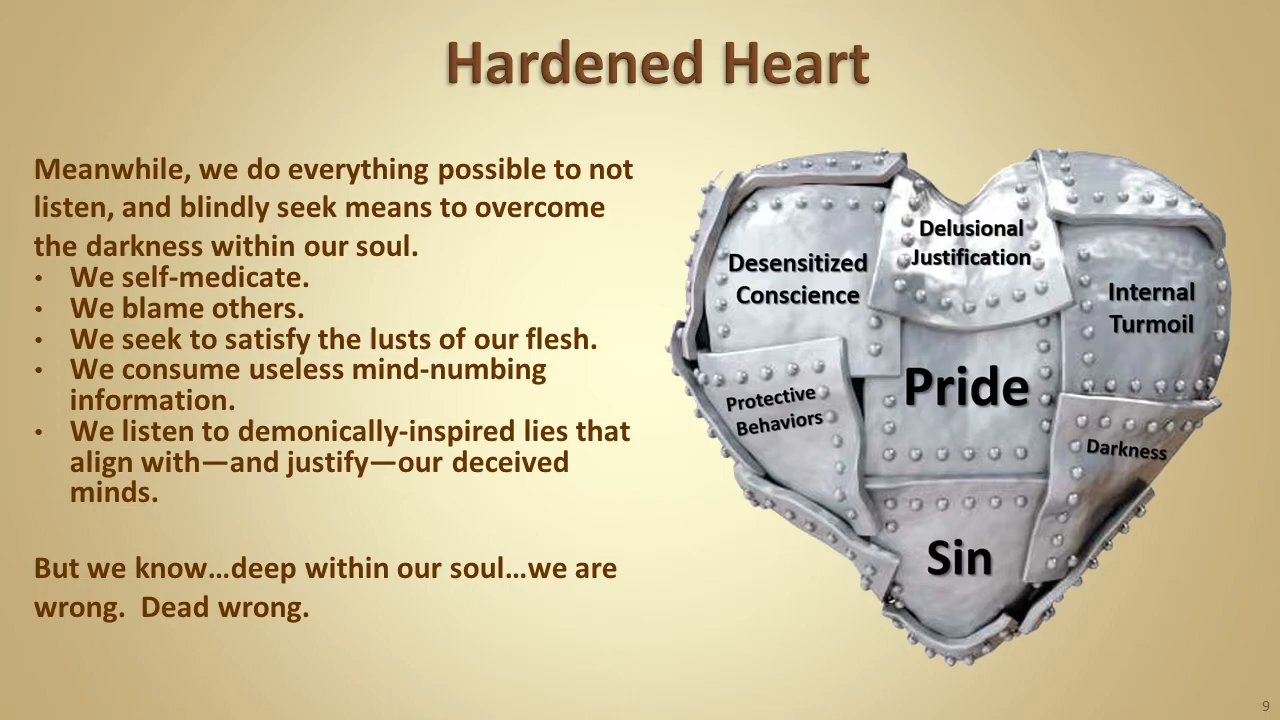 Hardened Heart
Meanwhile, we do everything possible to not
listen, and blindly seek means to overcome
the darkness within our soul.
• We self-medicate.
• We blame others.
• We seek to satisfy the lusts of our flesh.
• We consume useless mind-numbing
information.
• We listen to demonically-inspired lies that
align with—and justify—our deceived
minds.
But we know…deep within our soul…we are
wrong.  Dead wrong.
Desensitized
Conscience
Delusional
Justification
Internal
Turmoil
Protective
Behaviors
Pride
Darkness
Sin
9